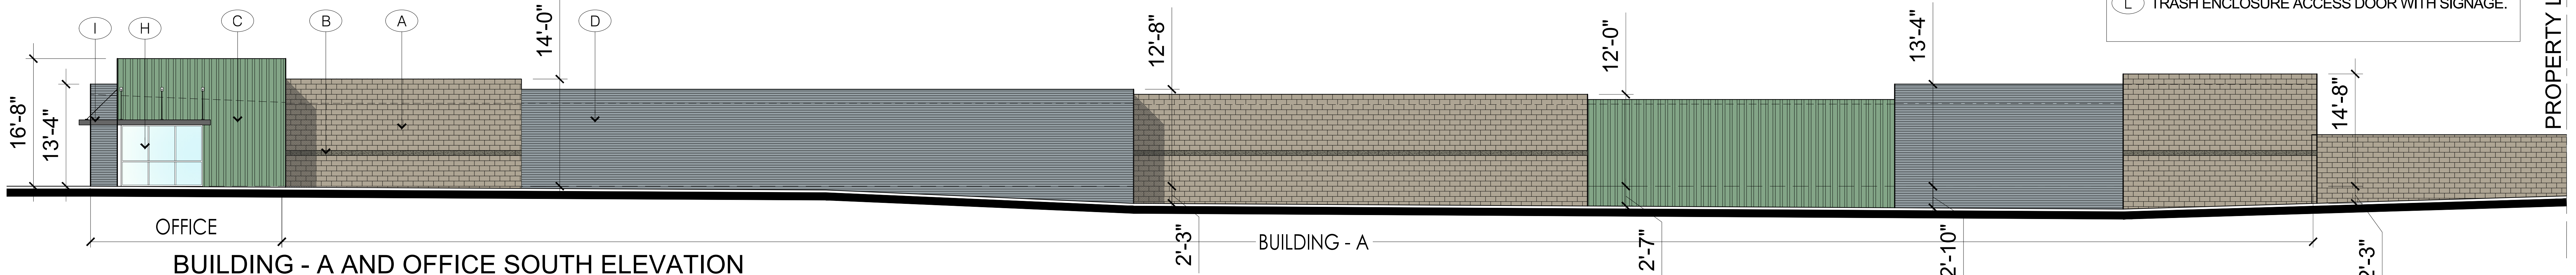 L TRASH ENCLOSURE ACCESS DOOR WITH SIGNAGE.
I H C B A D
16'-8"
13'-4"
14'-0"
12'-8"
12'-0"
13'-4"
14'-8"
PROPERTY L
OFFICE
BUILDING - A
2'-3"
2'-7"
2'-10"
2'-3"
BUILDING - A AND OFFICE SOUTH ELEVATION